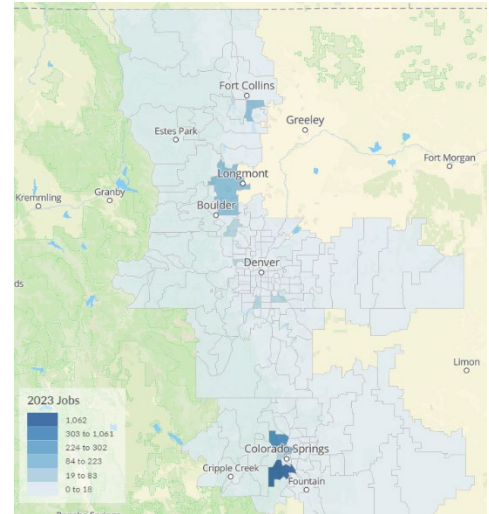 Fort Collins
Greeley
Estes Park
Fort Morgan
Longmont
Granby
Kremmling
Boulder
Denver
ds
Limon
2023 Jobs
1,062
303 to 1,061
224 to 302
84 to 223
19 to 83
0 to 18
Colorado Springs
Cripple Creek
Fountain